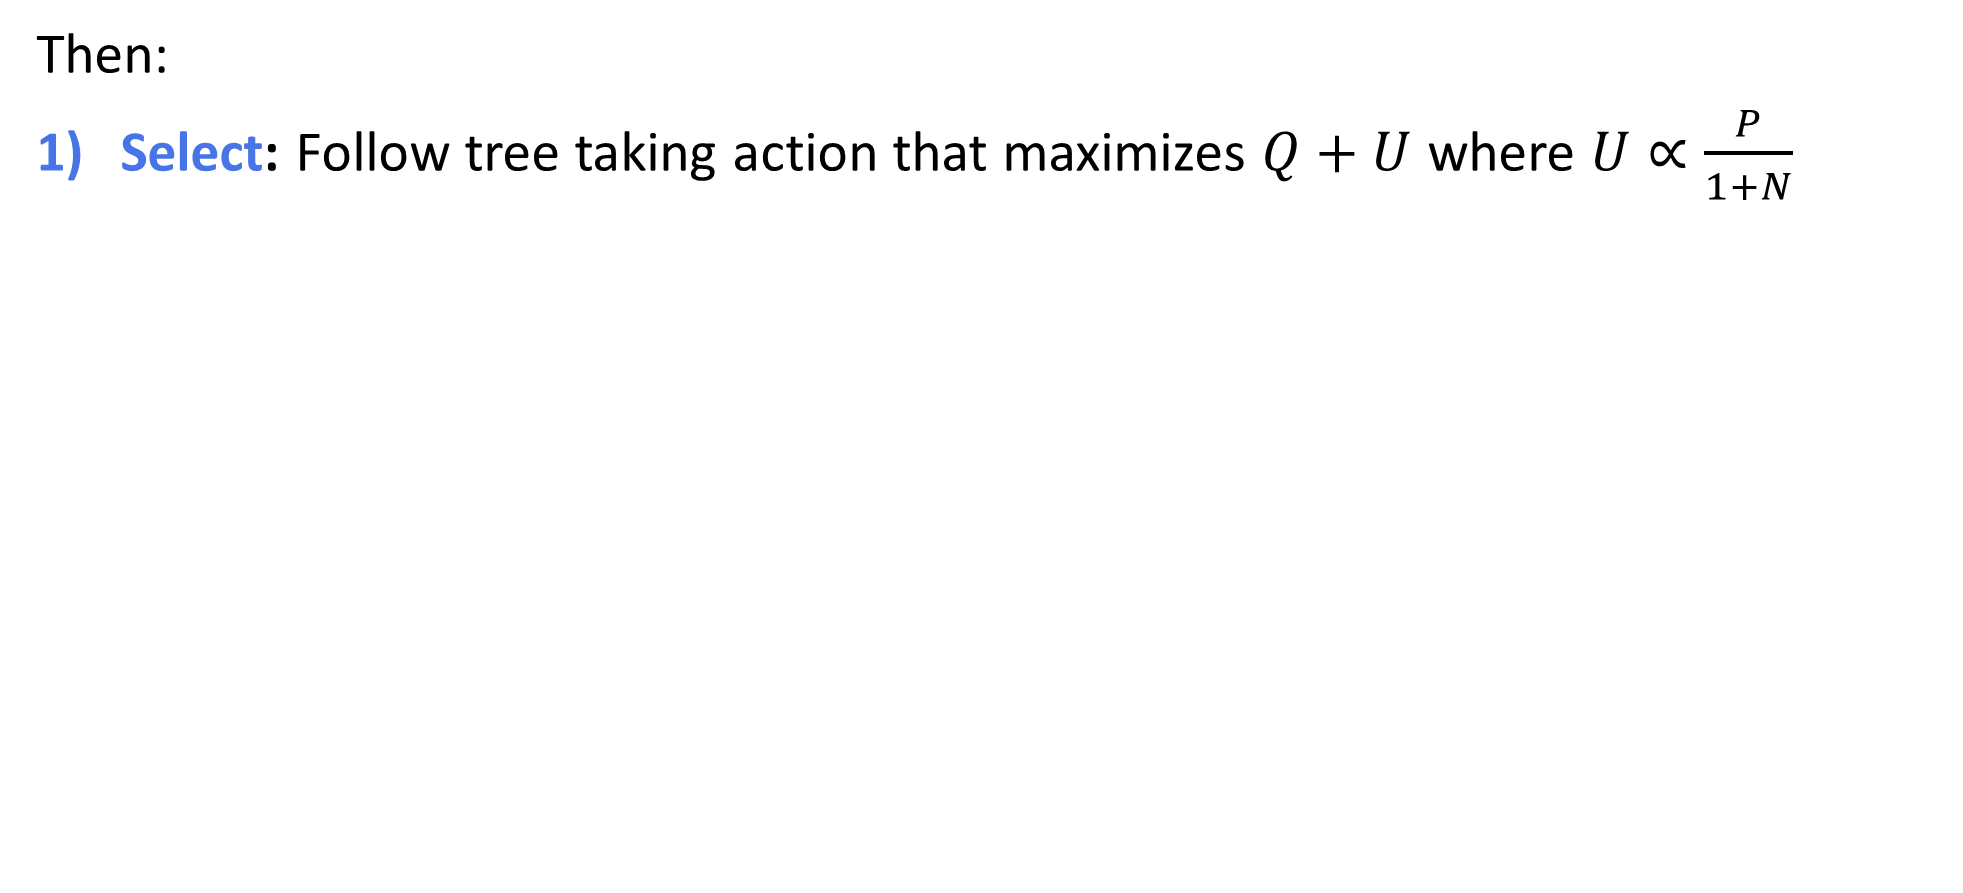 Then:
1) Select: Follow tree taking action that maximizes Q + U where U ∝ P/(1+N)